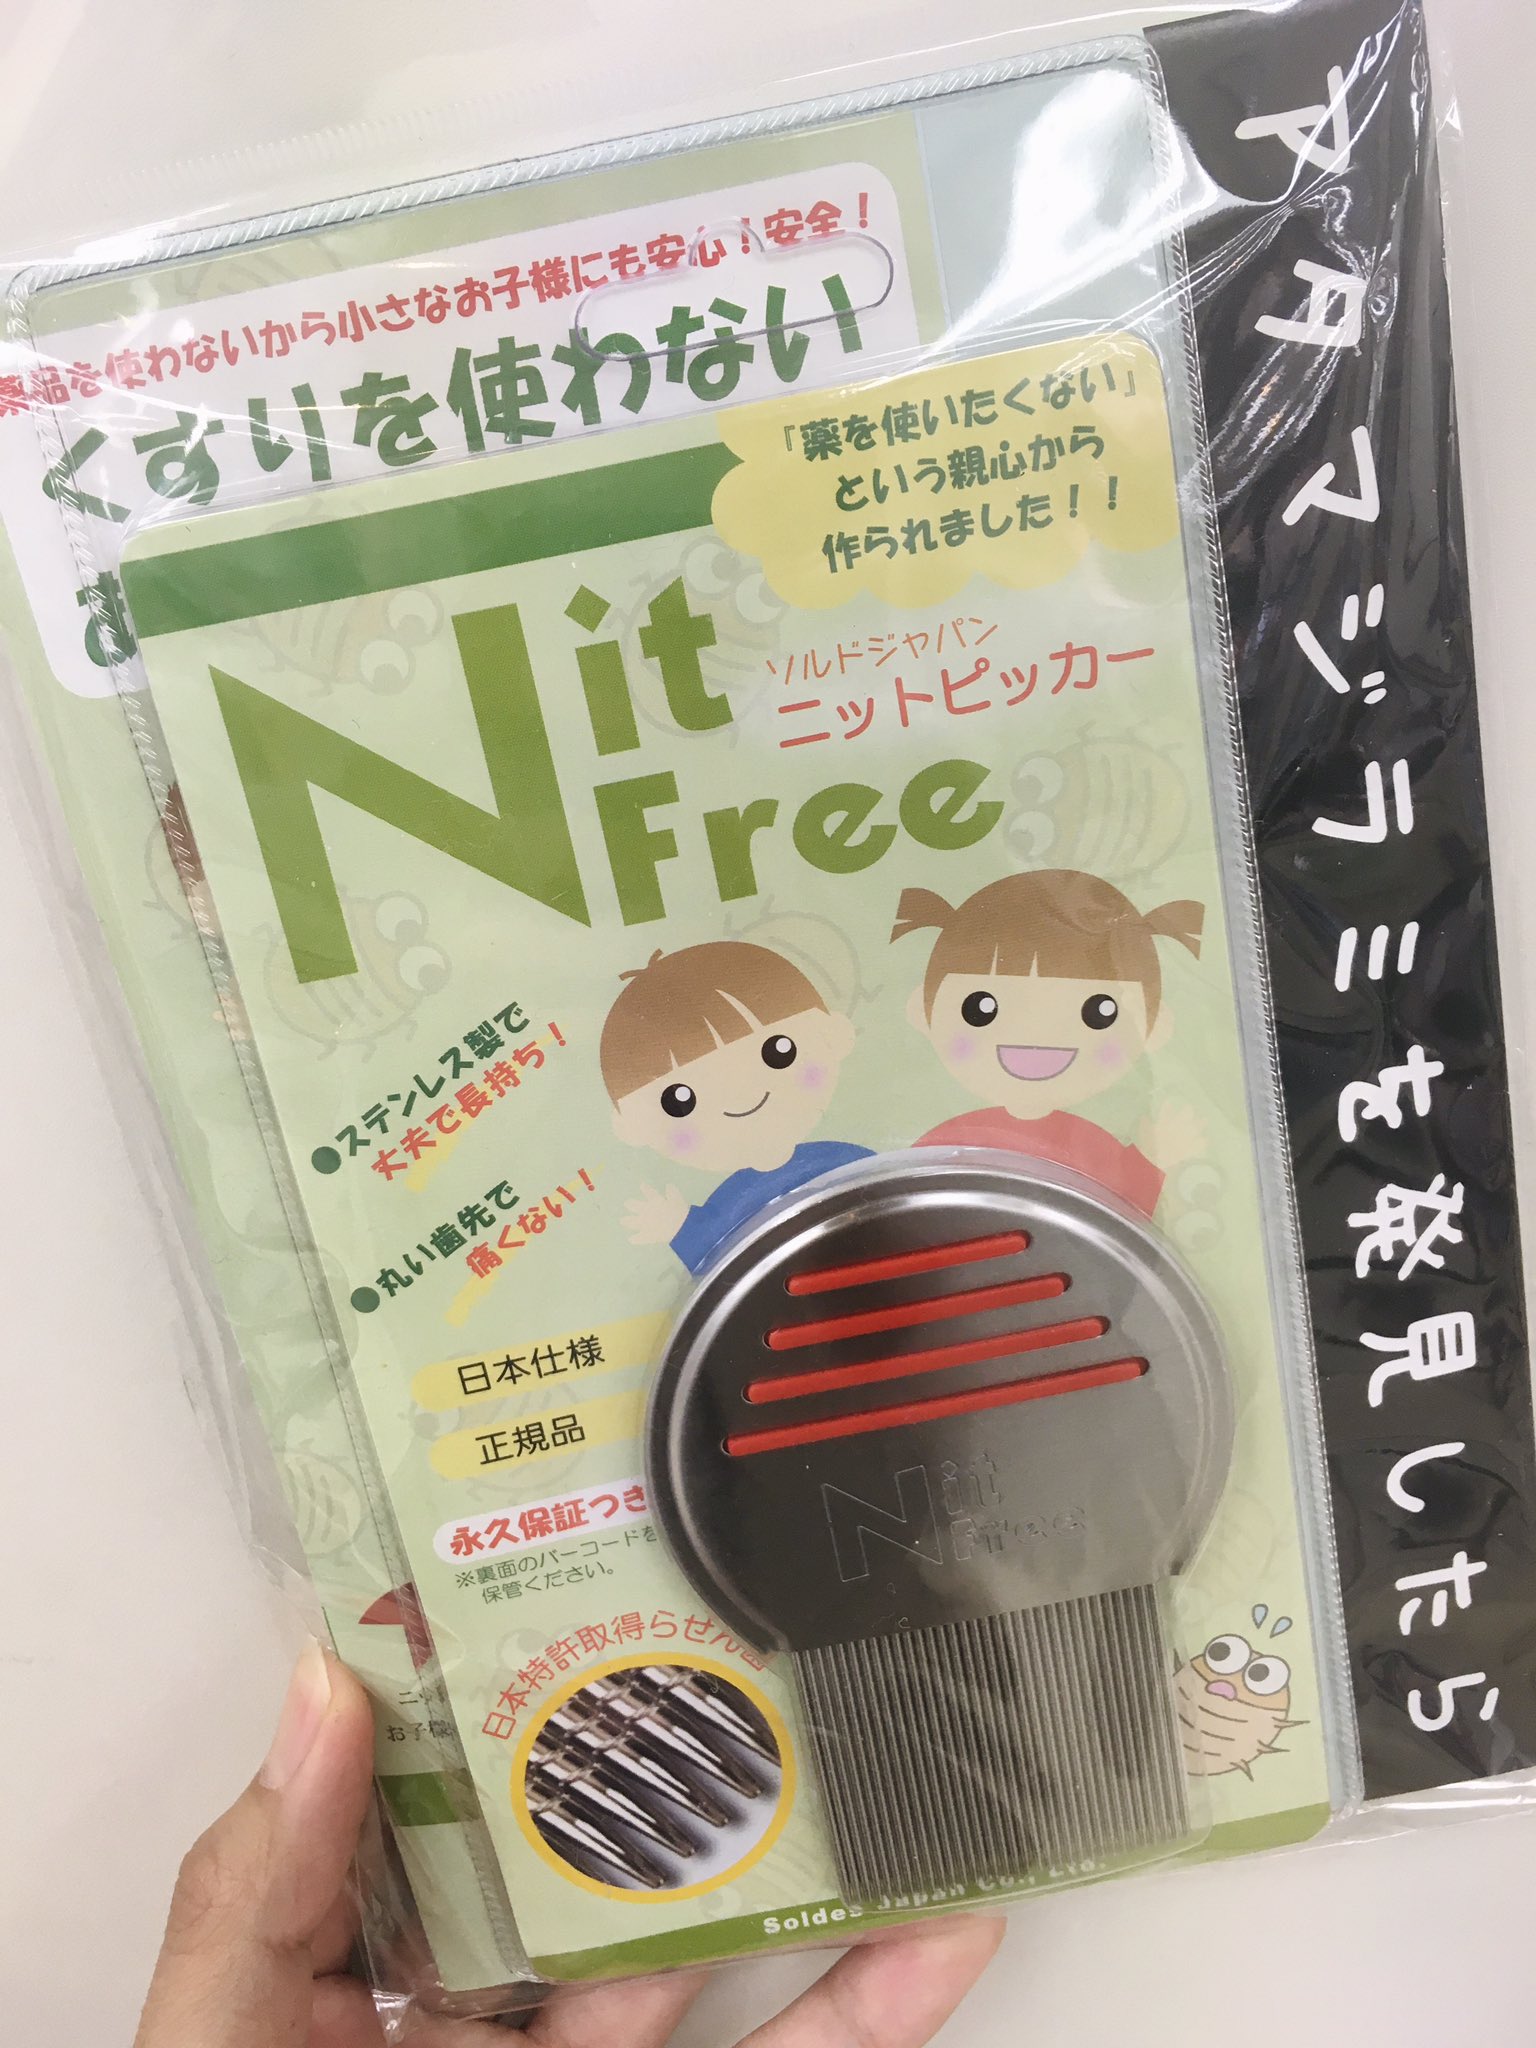 薬品を使わないから小さなお子様にも安心！安全！
くすりを使わない
『薬を使いたくない』
という親心から
作られました！！
Nit
Free
ソルドジャパン
ニットピッカー
●ステンレス製で
丈夫で長持ち！
●丸い歯先で
痛くない！
日本仕様
正規品
永久保証つき
※裏面のバーコードを
保管ください。
日本特許取得らせん歯
Nit
Free
お子様
Soldes Japan Co., Ltd.
アタマジラミを発見したら